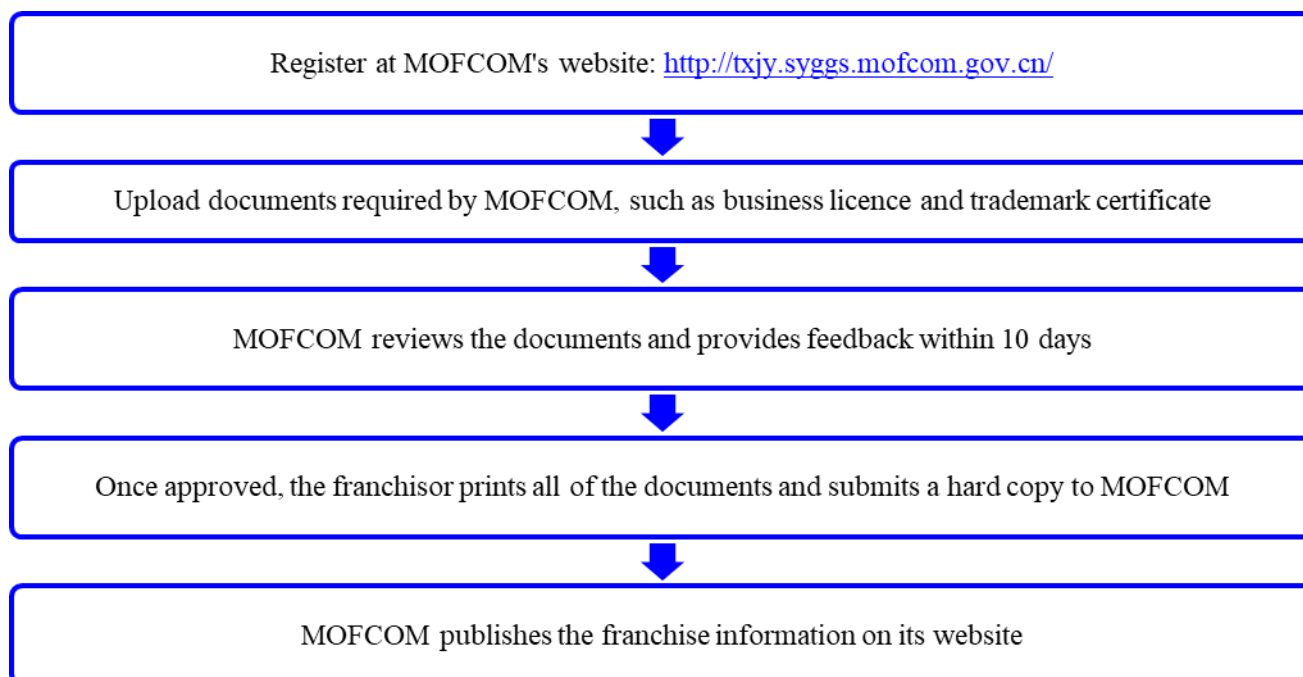 Register at MOFCOM's website: http://txjy.syggs.mofcom.gov.cn/
Upload documents required by MOFCOM, such as business licence and trademark certificate
MOFCOM reviews the documents and provides feedback within 10 days
Once approved, the franchisor prints all of the documents and submits a hard copy to MOFCOM
MOFCOM publishes the franchise information on its website